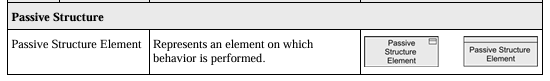 Passive Structure
Passive Structure Element
Represents an element on which
behavior is performed.
Passive
Structure
Element
Passive Structure
Element